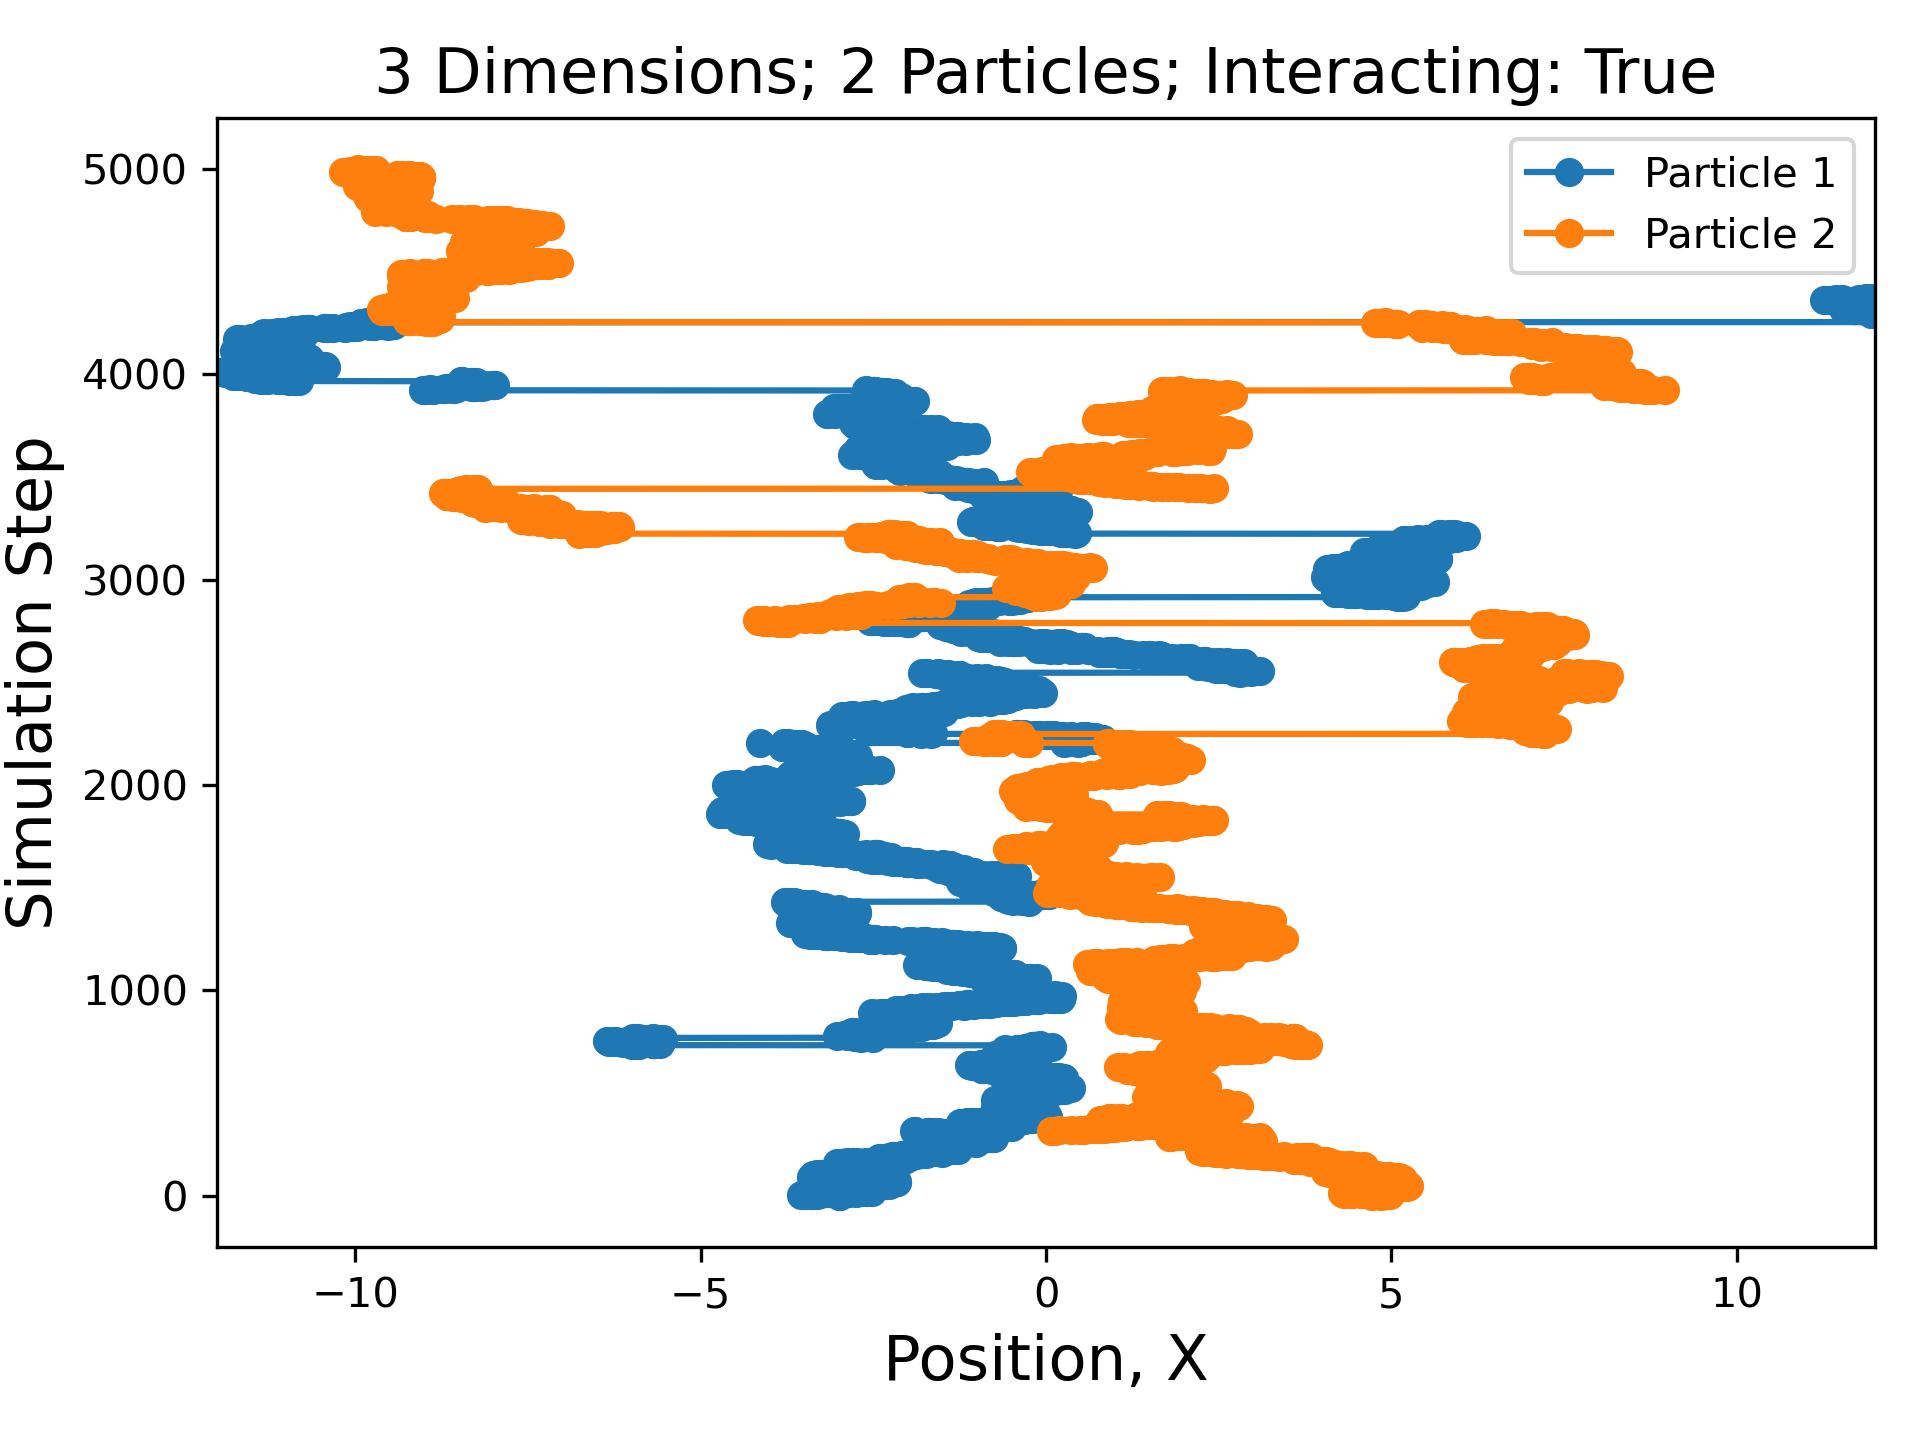 3 Dimensions; 2 Particles; Interacting: True
Particle 1
Particle 2
5000
4000
3000
2000
1000
0
Simulation Step
−10
−5
0
5
10
Position, X